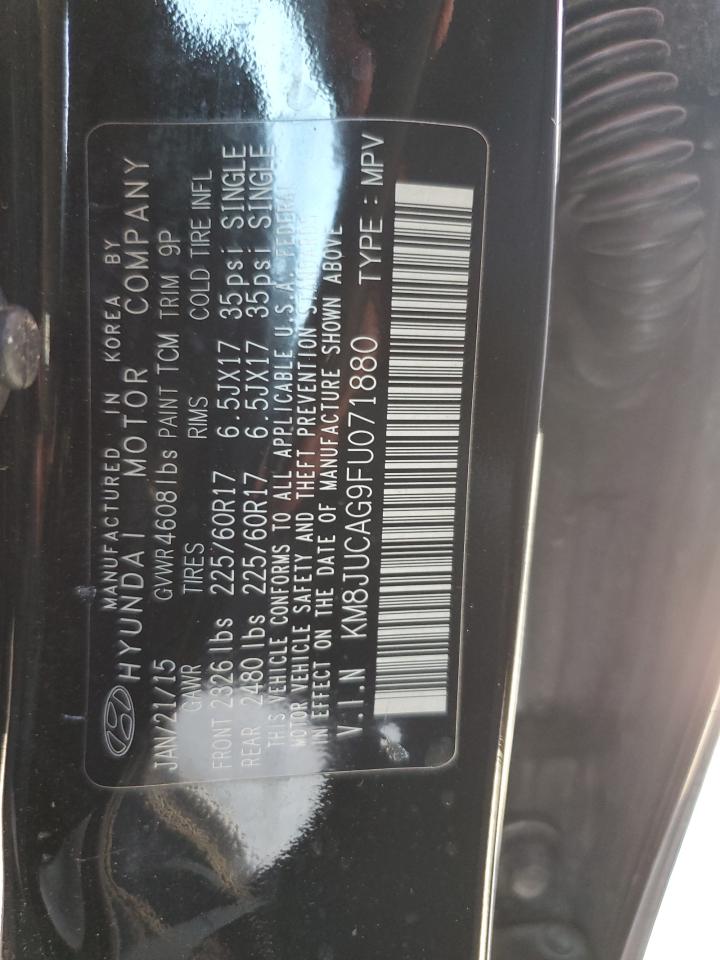 MANUFACTURED IN KOREA BY
HYUNDAI MOTOR COMPANY
JAN/21/15 GVWR4608lbs PAINT TCM TRIM 9P
GAWR TIRES RIMS COLD TIRE INFL
FRONT 2326lbs 225/60R17 6.5JX17 35psi SINGLE
REAR 2480 lbs 225/60R17 6.5JX17 35psi SINGLE
THIS VEHICLE CONFORMS TO ALL APPLICABLE U.S.A. FEDERAL
MOTOR VEHICLE SAFETY AND THEFT PREVENTION
IN EFFECT ON THE DATE OF MANUFACTURE SHOWN ABOVE
V.I.N KM8JUCAG9FU071880 TYPE : MPV